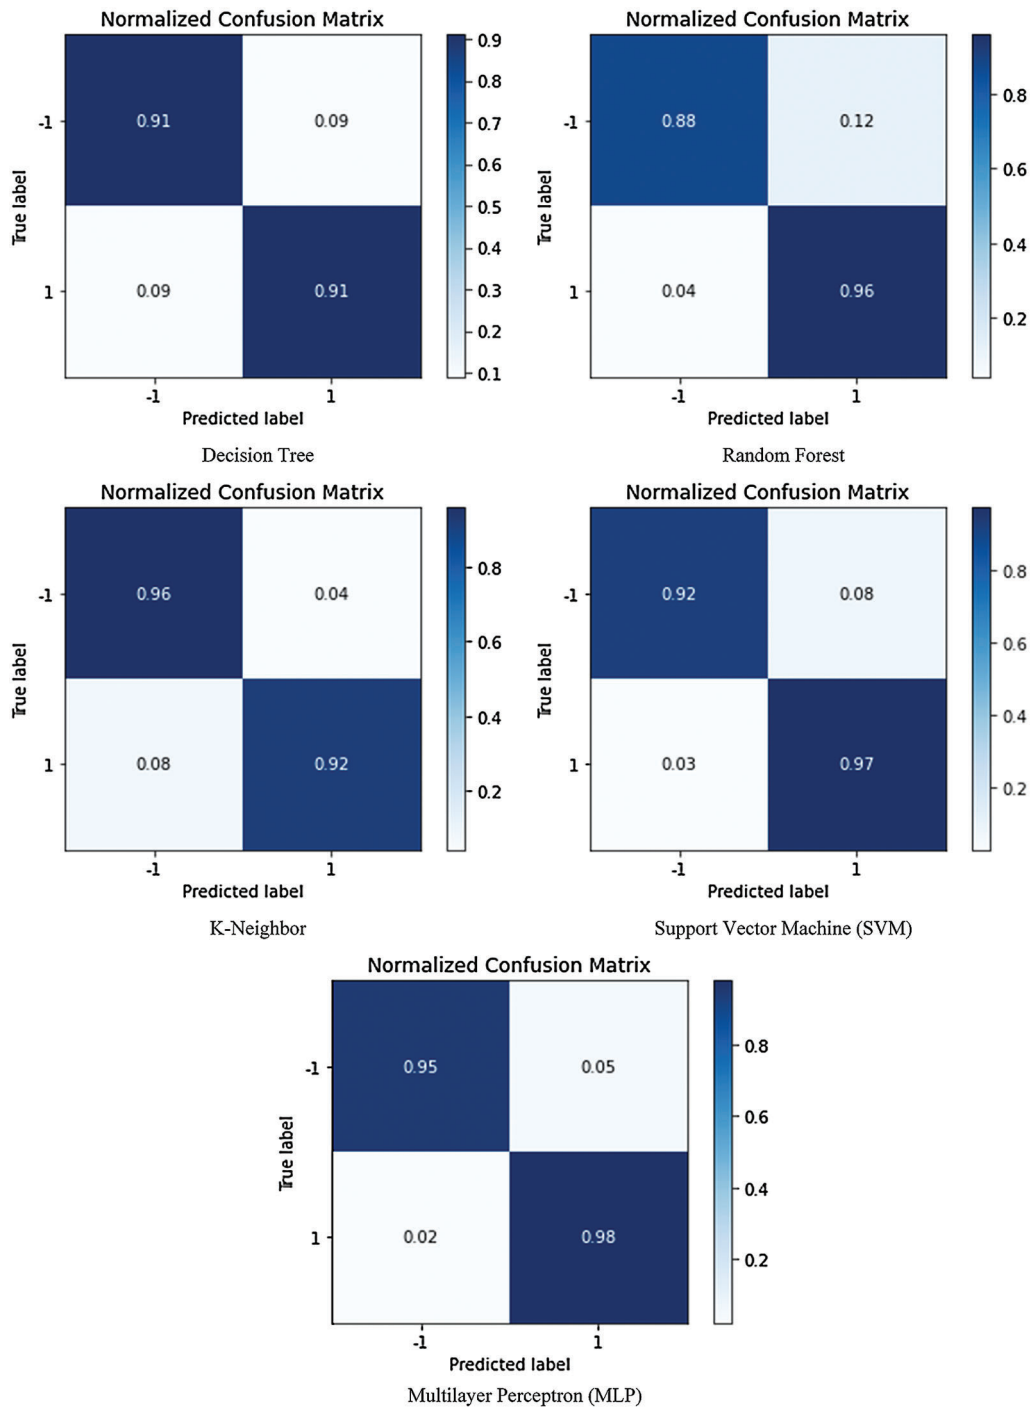 Normalized Confusion Matrix
0.9
0.8
0.7
0.6
0.5
0.4
0.3
0.2
0.1
-1
1
True label
0.91 0.09
0.09 0.91
-1 1
Predicted label
Decision Tree
Normalized Confusion Matrix
0.8
0.6
0.4
0.2
-1
1
True label
0.88 0.12
0.04 0.96
-1 1
Predicted label
Random Forest
Normalized Confusion Matrix
0.8
0.6
0.4
0.2
-1
1
True label
0.96 0.04
0.08 0.92
-1 1
Predicted label
K-Neighbor
Normalized Confusion Matrix
0.8
0.6
0.4
0.2
-1
1
True label
0.92 0.08
0.03 0.97
-1 1
Predicted label
Support Vector Machine (SVM)
Normalized Confusion Matrix
0.8
0.6
0.4
0.2
-1
1
True label
0.95 0.05
0.02 0.98
-1 1
Predicted label
Multilayer Perceptron (MLP)